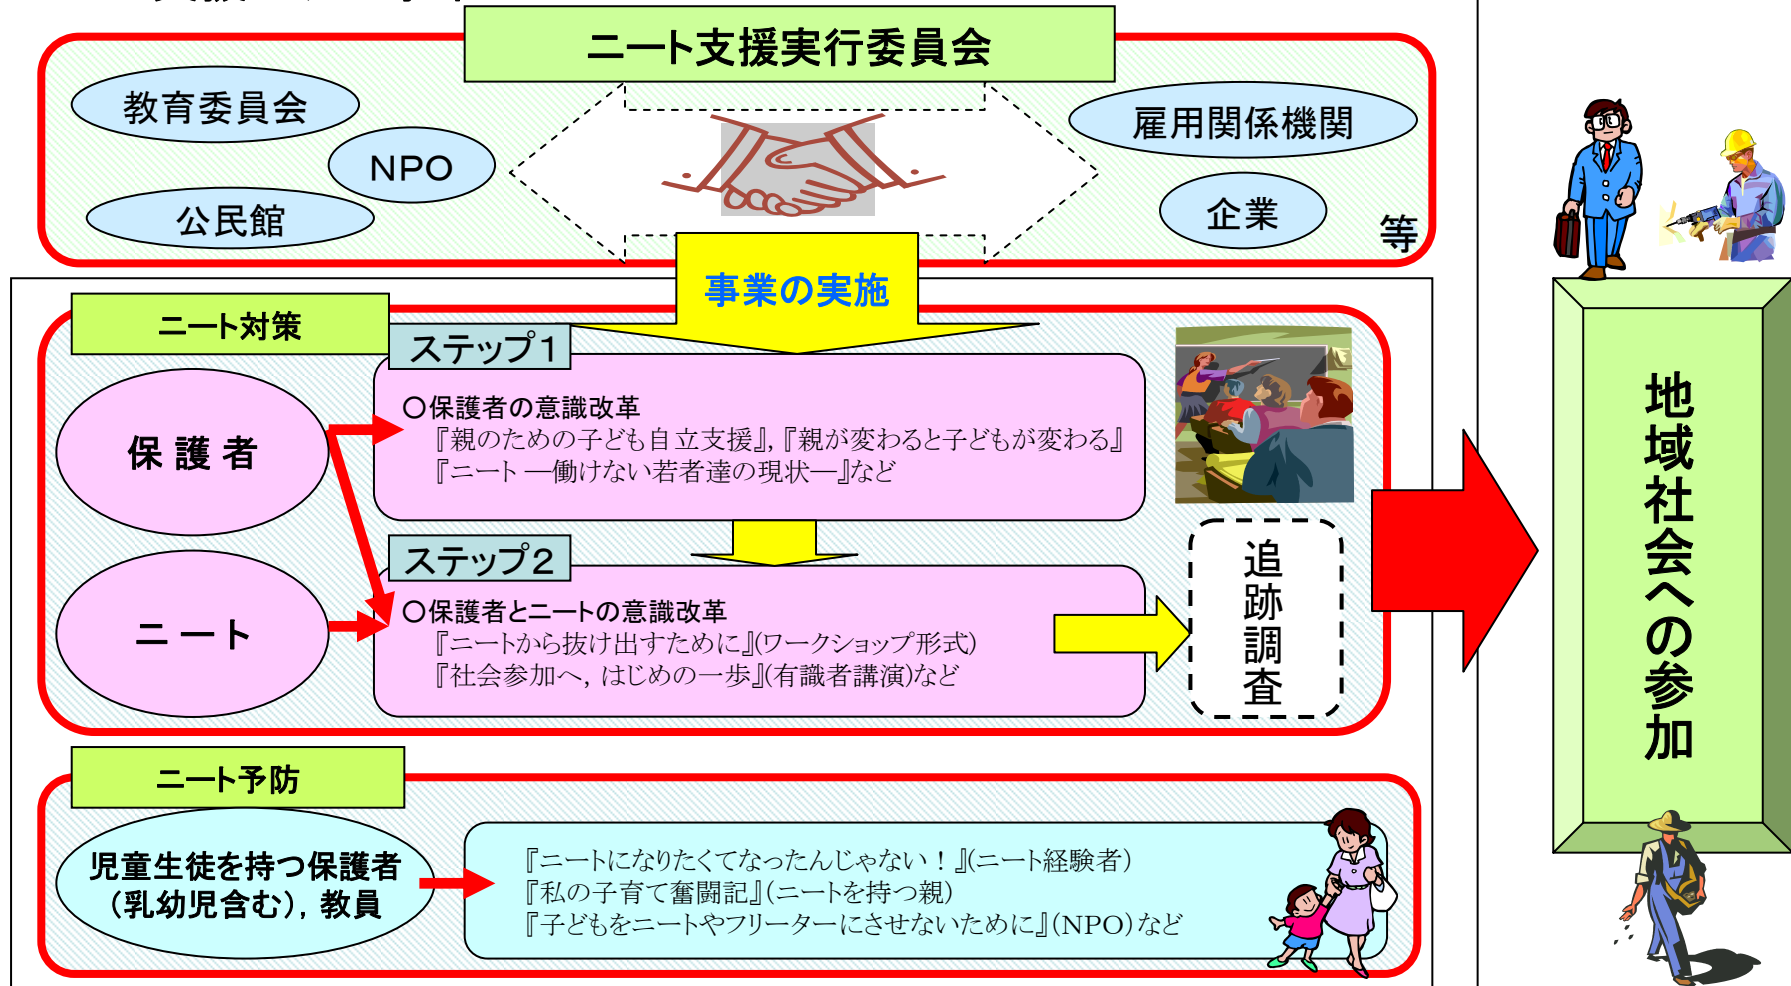 ニート支援実行委員会
教育委員会
NPO
公民館
雇用関係機関
企業
等
事業の実施
ニート対策
ステップ1
保護者
○保護者の意識改革
『親のための子ども自立支援』，『親が変わると子どもが変わる』
『ニート ―働けない若者達の現状―』など
ステップ2
ニート
○保護者とニートの意識改革
『ニートから抜け出すために』(ワークショップ形式)
『社会参加へ，はじめの一歩』(有識者講演)など
追跡調査
地域社会への参加
ニート予防
児童生徒を持つ保護者
（乳幼児含む），教員
『ニートになりたくてなったんじゃない！』(ニート経験者)
『私の子育て奮闘記』(ニートを持つ親)
『子どもをニートやフリーターにさせないために』(NPO)など